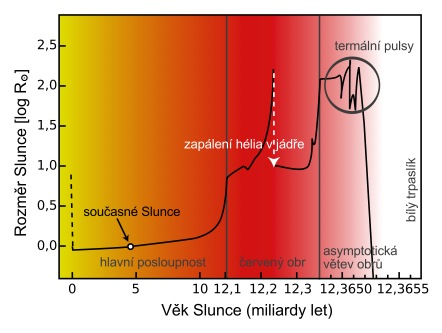 Rozměr Slunce [log R⊙]
2,5
2,0
1,5
1,0
0,5
0,0
termální pulsy
zapálení hélia v jádře
současné Slunce
bílý trpaslík
hlavní posloupnost
červený obr
asymptotická
větev obrů
0 5 10 12,1 12,2 12,3 12,3650 12,3655
Věk Slunce (miliardy let)